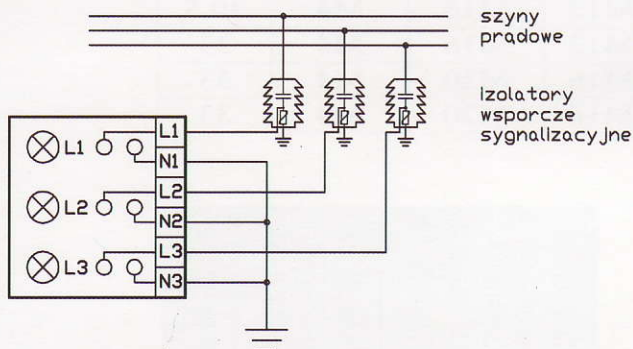 szyny
prądowe
izolatory
wsporcze
sygnalizacyjne
L1
L1
N1
L2
L2
N2
L3
L3
N3